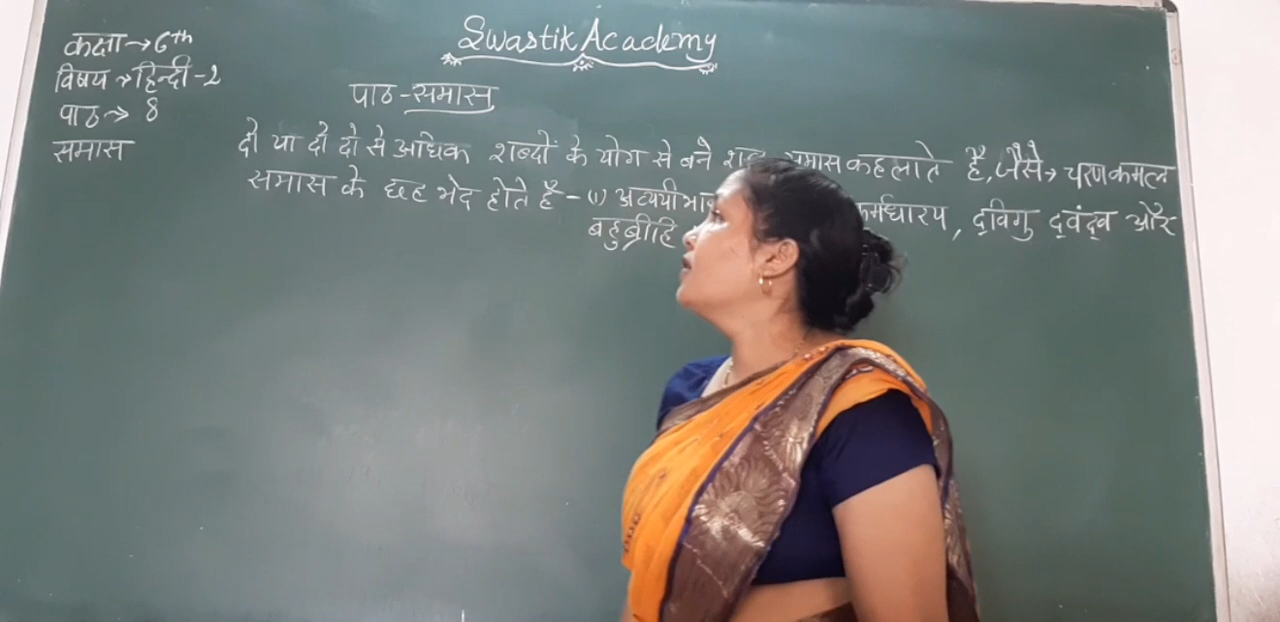 Swastik Academy
कक्षा → 6th
विषय → हिन्दी-2
पाठ → 8
समास
पाठ-समास
दो या दो दो से अधिक शब्दों के योग से बने समास कहलाते हैं, जैसे → चरणकमल
समास के छह भेद होते हैं - (1) अव्ययीभाव कर्मधारय, द्विगु द्वंद्व और
बहुब्रीहि